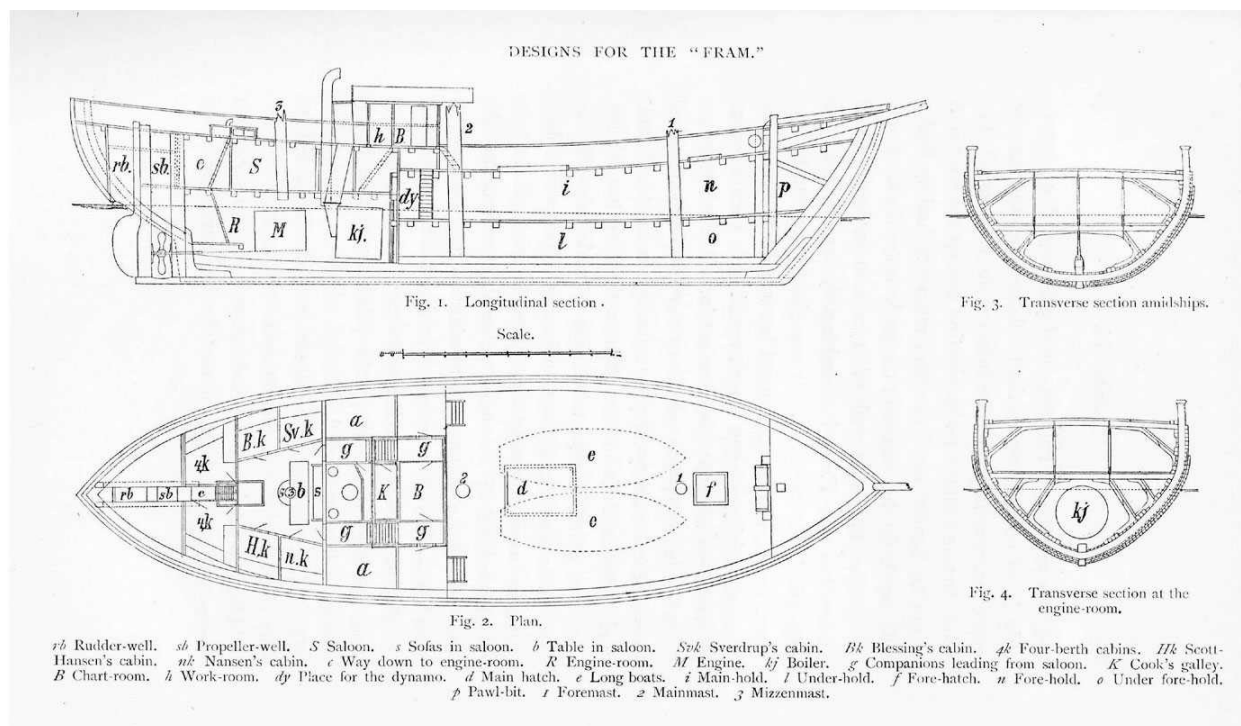 DESIGNS FOR THE "FRAM."
3
h B 2
1
rb. sb. c S
i n p
dy
R M kj.
l o
Fig. 1. Longitudinal section.
Fig. 3. Transverse section amidships.
Scale.
a
B.k Sv.k
g g
4k e
rb sb c 3 b s K B 2 d 1 f
4k e
g g
H.k n.k
a
kj
Fig. 2. Plan.
Fig. 4. Transverse section at the
engine-room.
rb Rudder-well. sb Propeller-well. S Saloon. s Sofas in saloon. b Table in saloon. Svk Sverdrup's cabin. Bk Blessing's cabin. 4k Four-berth cabins. Hk Scott-
Hansen's cabin. nk Nansen's cabin. c Way down to engine-room. R Engine-room. M Engine. kj Boiler. g Companions leading from saloon. K Cook's galley.
B Chart-room. h Work-room. dy Place for the dynamo. d Main hatch. e Long boats. i Main-hold. l Under-hold. f Fore-hatch. n Fore-hold. o Under fore-hold.
p Pawl-bit. 1 Foremast. 2 Mainmast. 3 Mizzenmast.